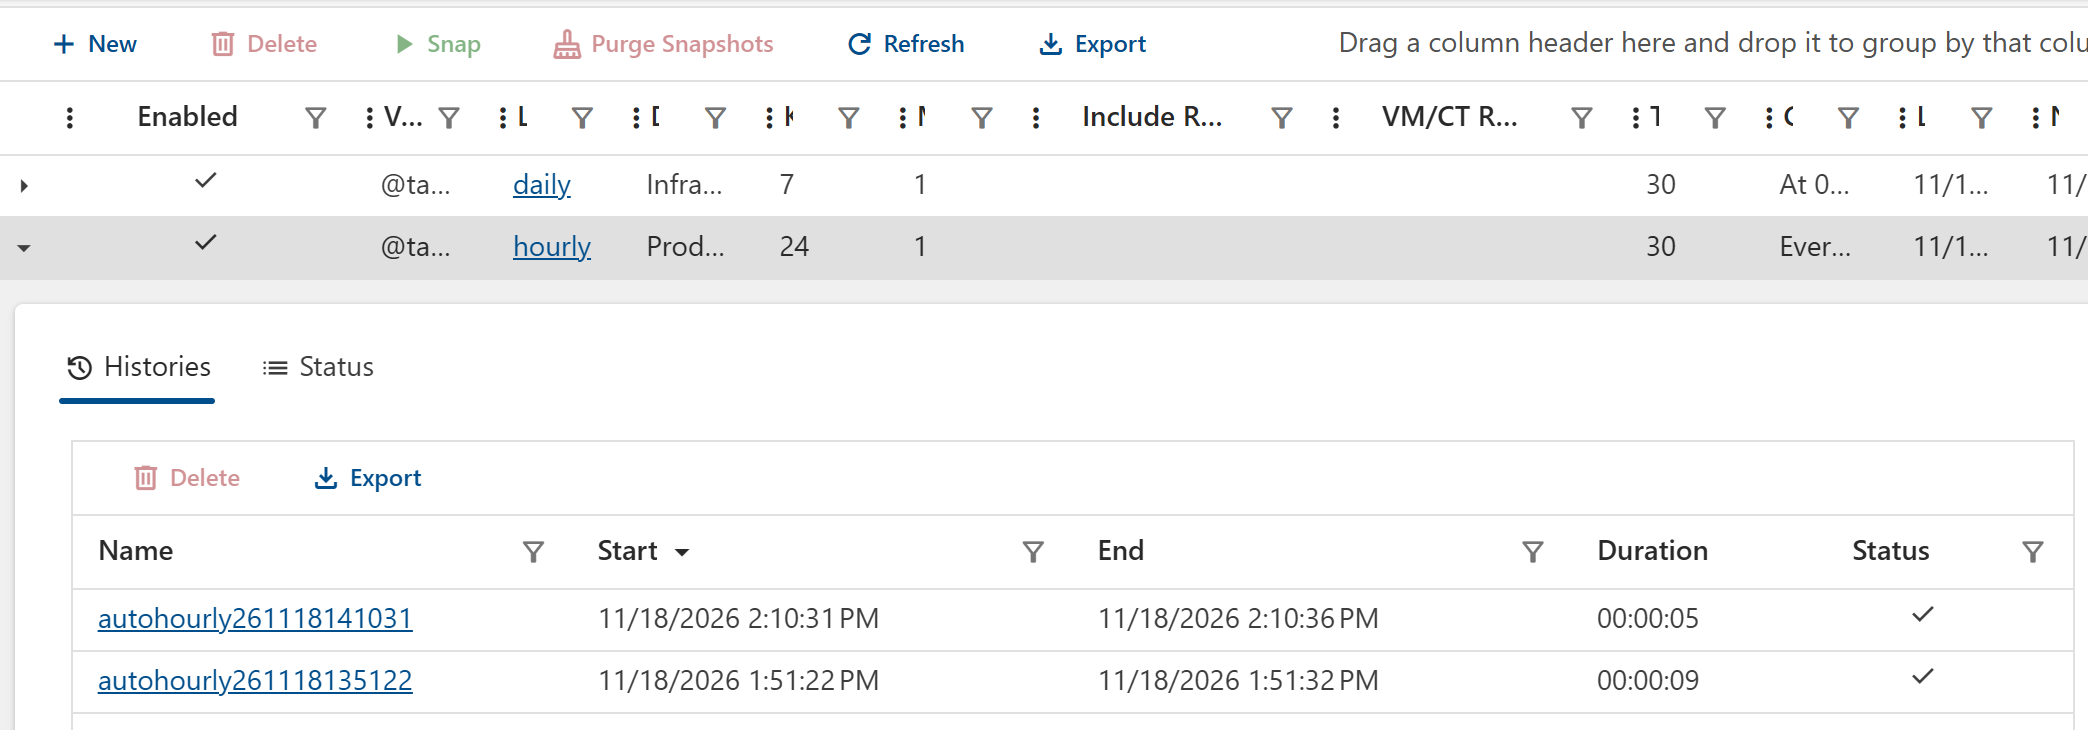 New Delete Snap Purge Snapshots Refresh Export Drag a column header here and drop it to group by that colu
Enabled V... L Include R... VM/CT R... T L
@ta... daily Infra... 7 1 30 At 0... 11/1... 11/
@ta... hourly Prod... 24 1 30 Ever... 11/1... 11/
Histories Status
Delete Export
Name Start End Duration Status
autohourly261118141031 11/18/2026 2:10:31 PM 11/18/2026 2:10:36 PM 00:00:05
autohourly261118135122 11/18/2026 1:51:22 PM 11/18/2026 1:51:32 PM 00:00:09